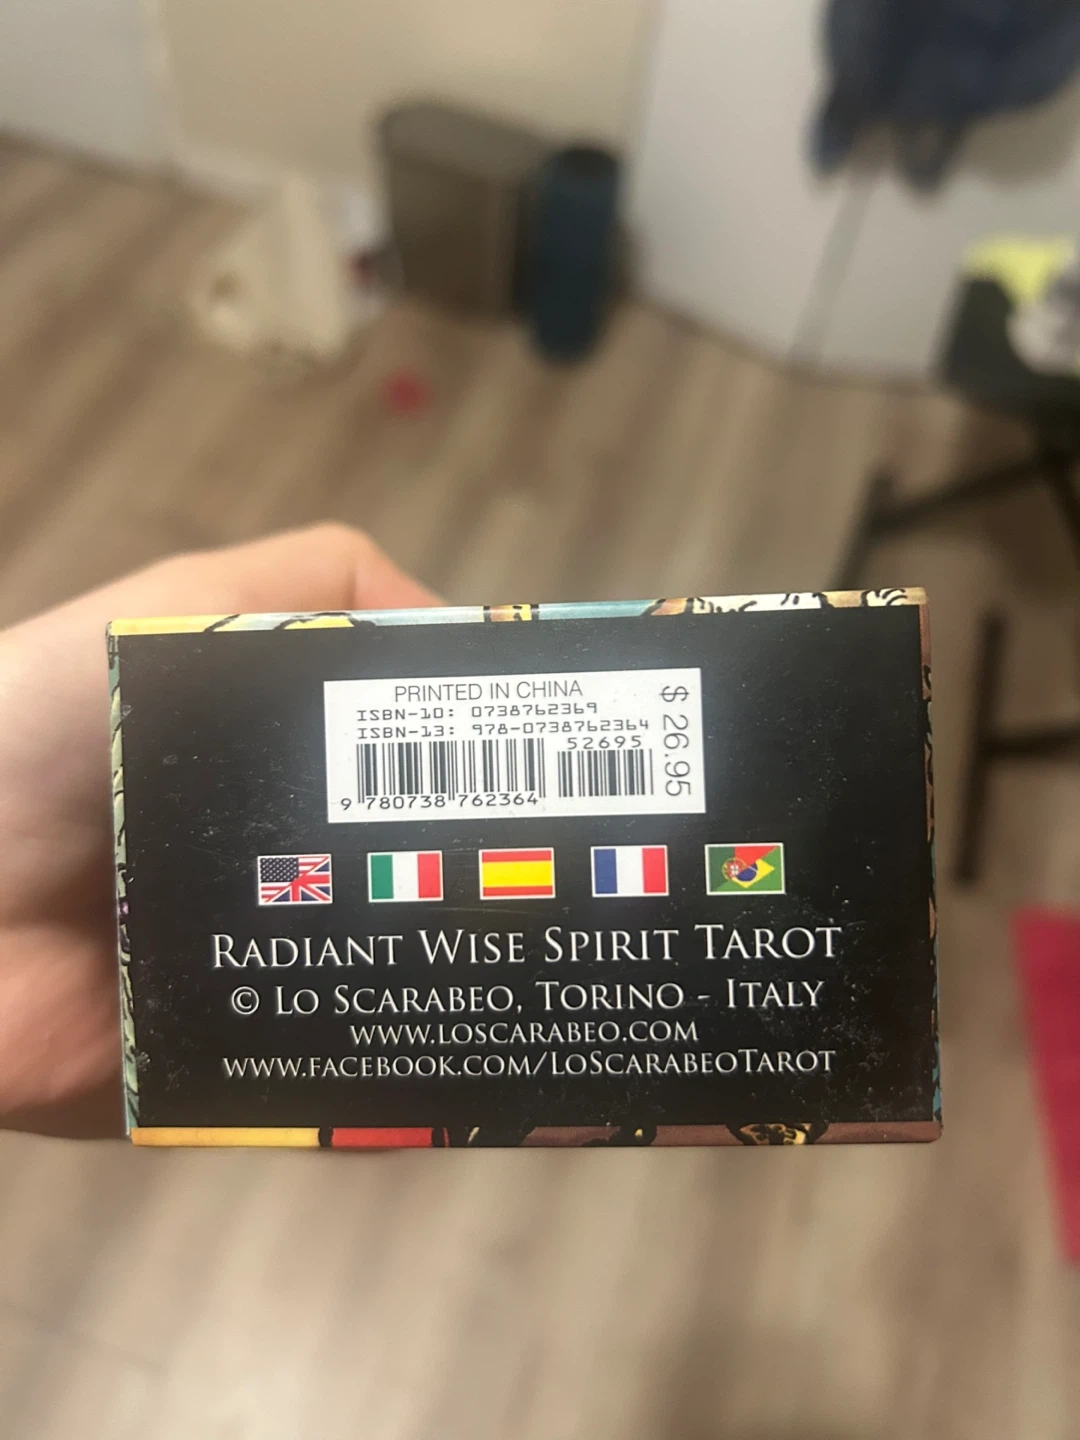 PRINTED IN CHINA
ISBN-10: 0738762369
ISBN-13: 978-0738762364
52695
$ 26.95
9 780738 762364
RADIANT WISE SPIRIT TAROT
© LO SCARABEO, TORINO - ITALY
WWW.LOSCARABEO.COM
WWW.FACEBOOK.COM/LOSCARABEOTAROT